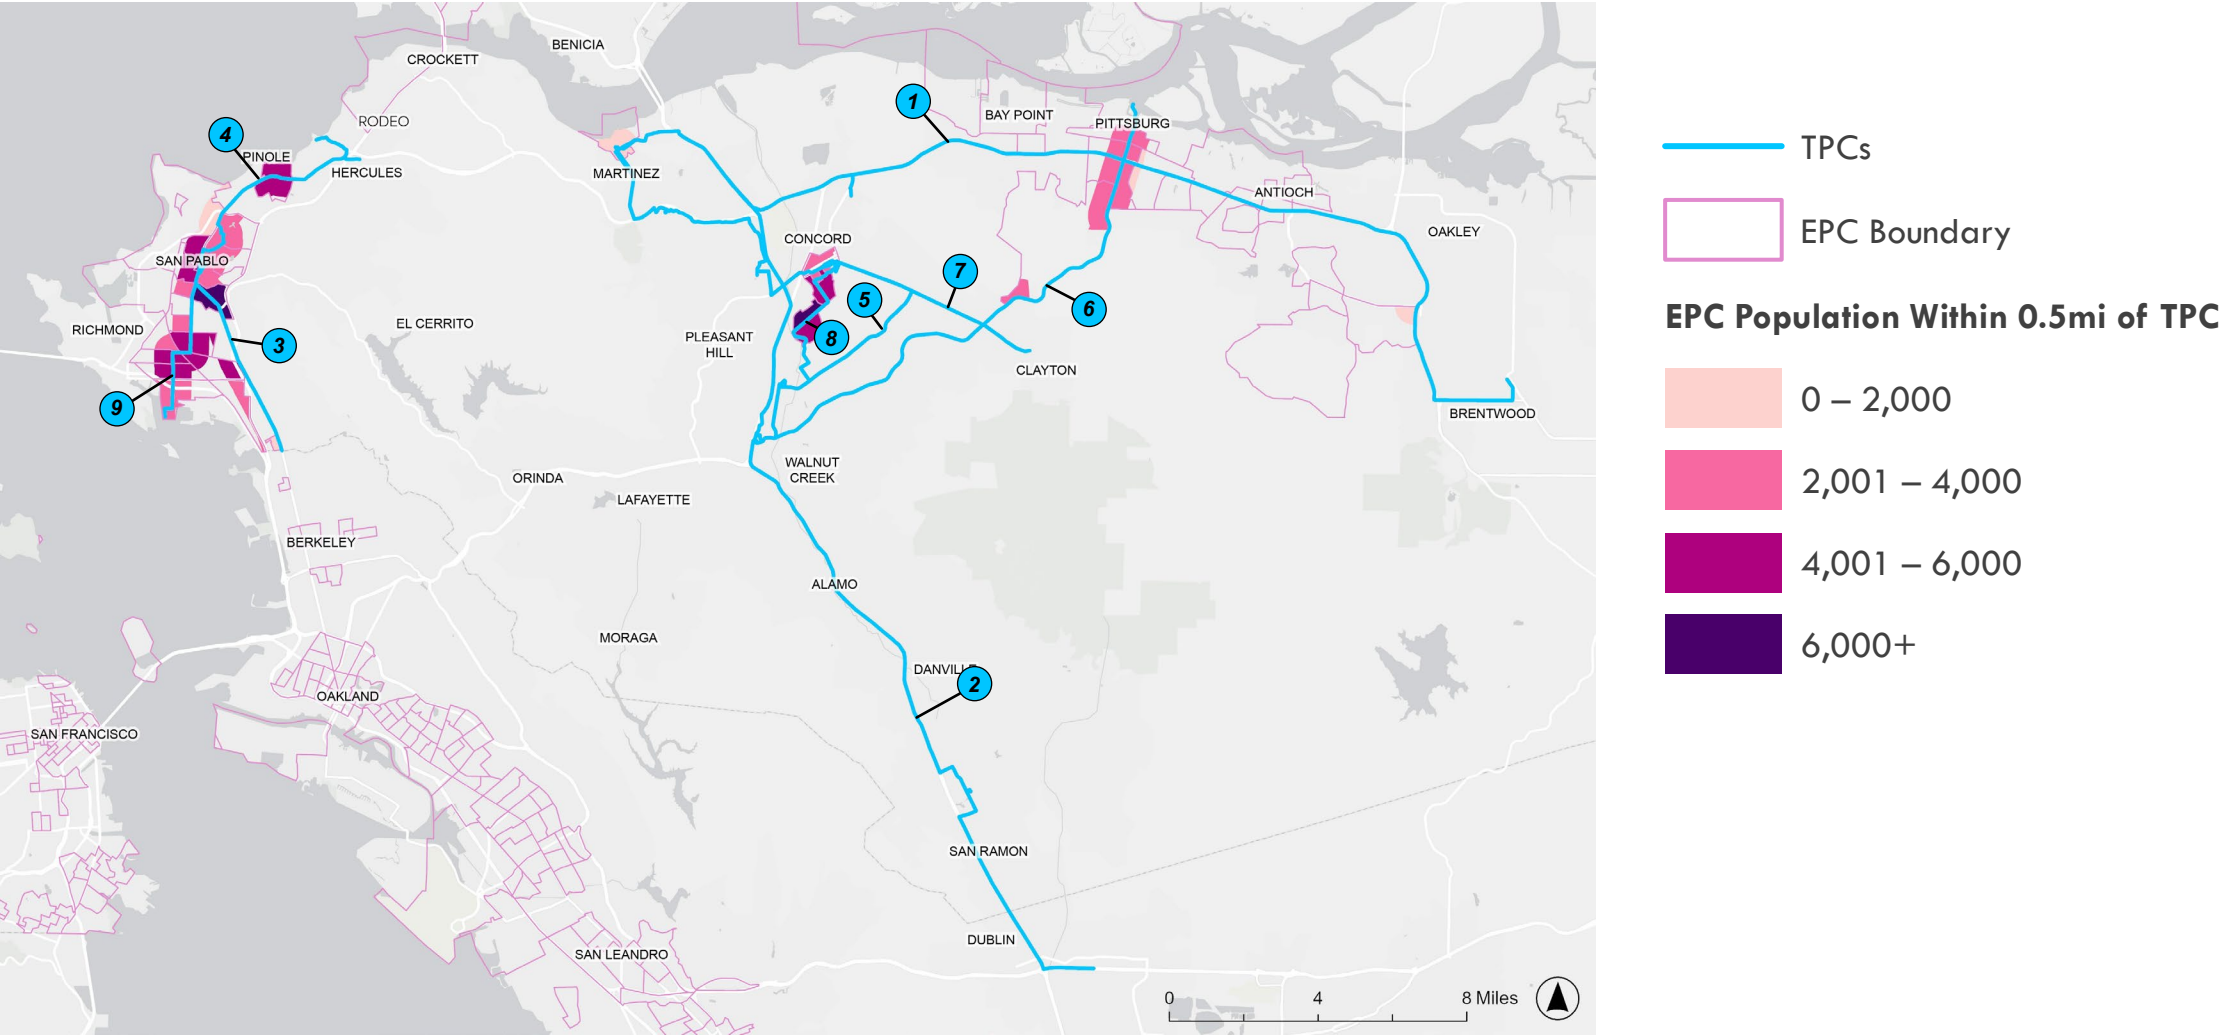 CROCKETT
BENICIA
RODEO
4
PINOLE
HERCULES
MARTINEZ
1
BAY POINT
PITTSBURG
ANTIOCH
OAKLEY
SAN PABLO
CONCORD
7
5
6
RICHMOND
EL CERRITO
3
PLEASANT
HILL
8
CLAYTON
9
BRENTWOOD
WALNUT
CREEK
ORINDA
LAFAYETTE
BERKELEY
ALAMO
MORAGA
DANVILLE
2
OAKLAND
SAN FRANCISCO
SAN RAMON
DUBLIN
SAN LEANDRO
0 4 8 Miles
TPCs
EPC Boundary
EPC Population Within 0.5mi of TPC
0 – 2,000
2,001 – 4,000
4,001 – 6,000
6,000+